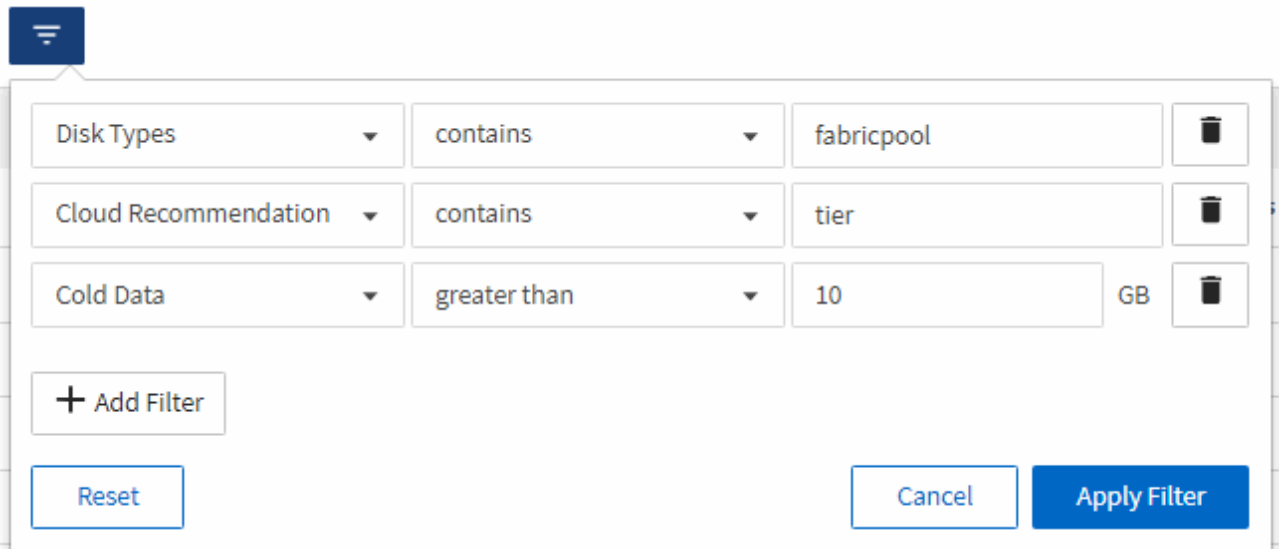 Disk Types contains fabricpool
Cloud Recommendation contains tier
Cold Data greater than 10 GB
+ Add Filter
Reset Cancel Apply Filter